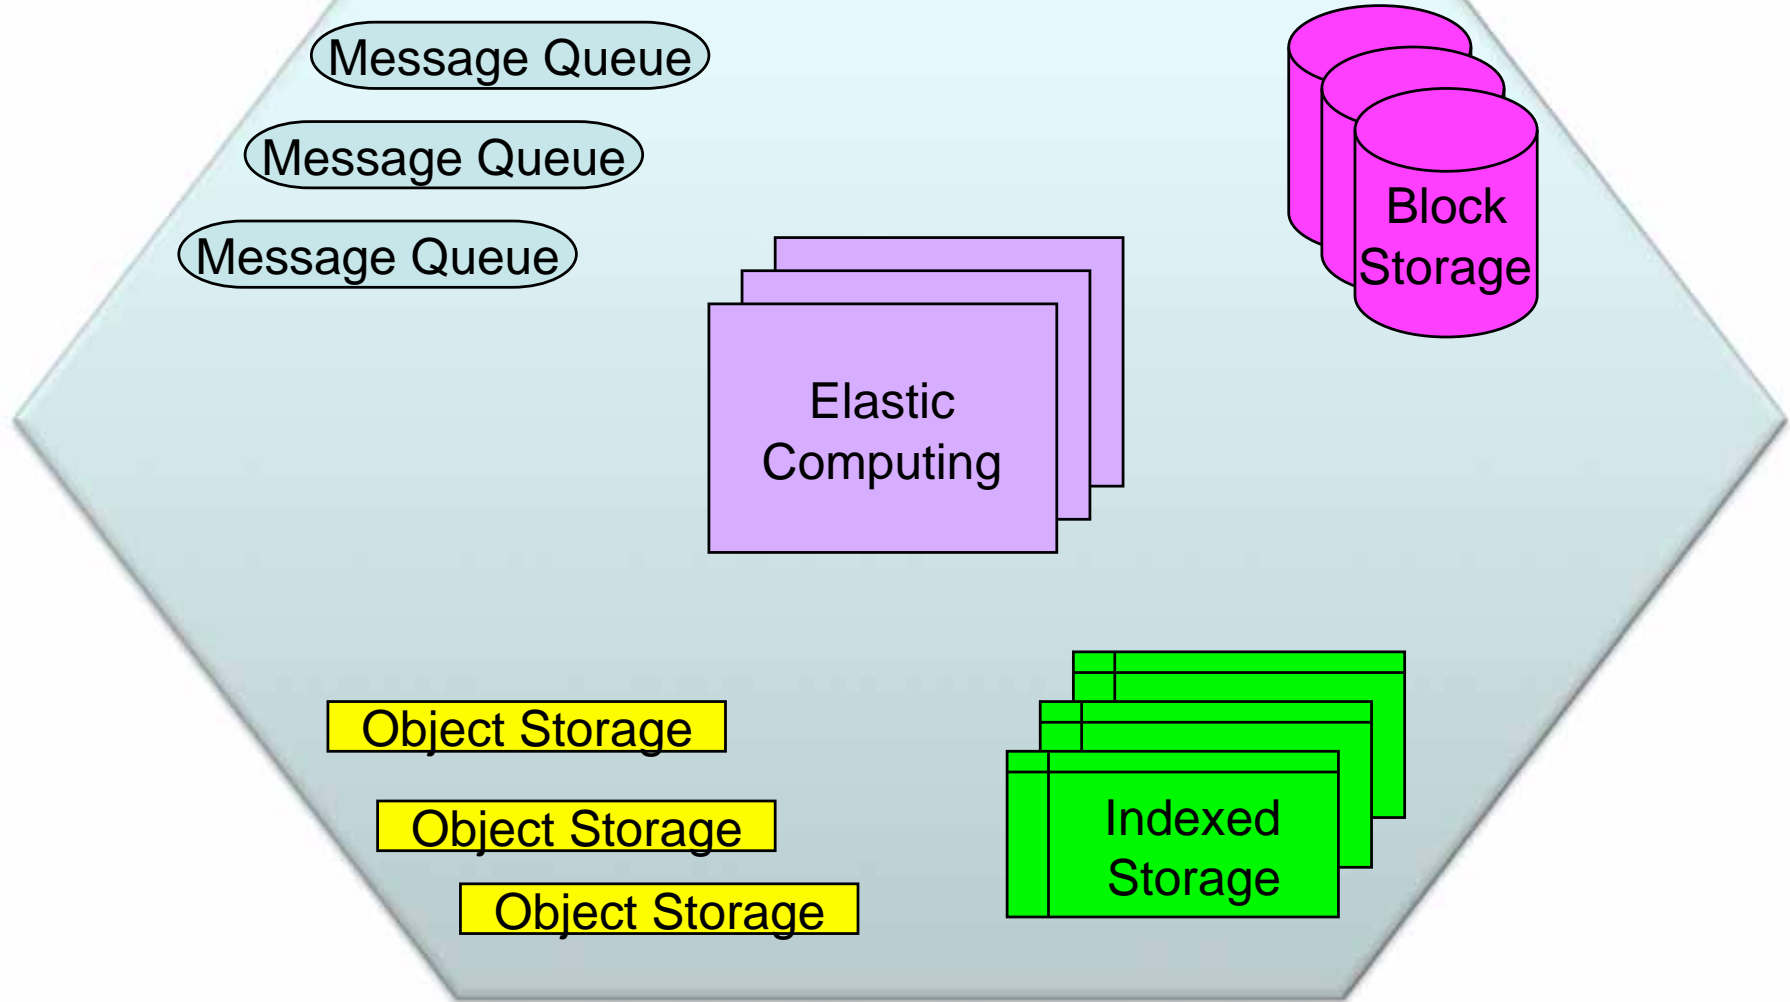 Message Queue
Message Queue
Message Queue
Block
Storage
Elastic
Computing
Object Storage
Object Storage
Object Storage
Indexed
Storage